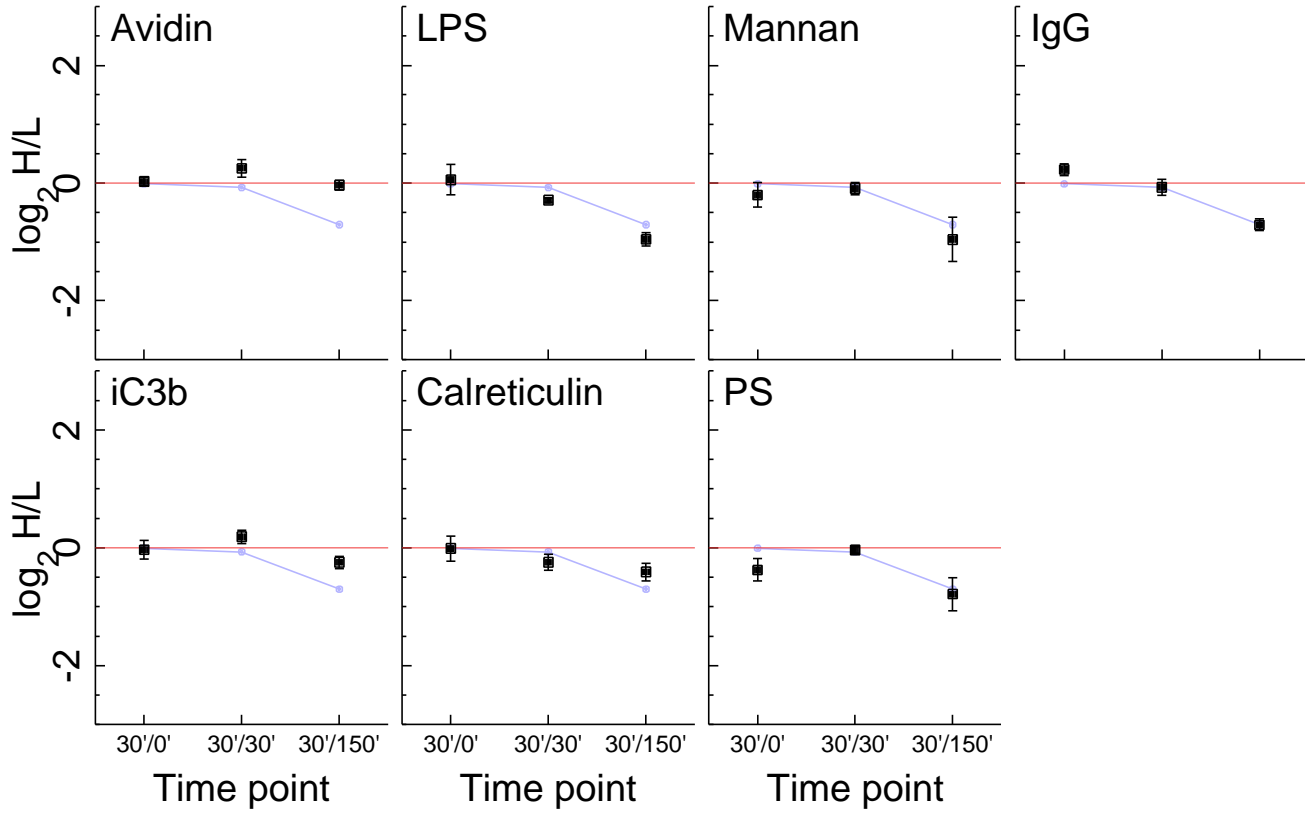 Avidin
LPS
Mannan
IgG
log2 H/L
2
0
-2
iC3b
Calreticulin
PS
log2 H/L
2
0
-2
30'/0' 30'/30' 30'/150'
30'/0' 30'/30' 30'/150'
30'/0' 30'/30' 30'/150'
Time point
Time point
Time point